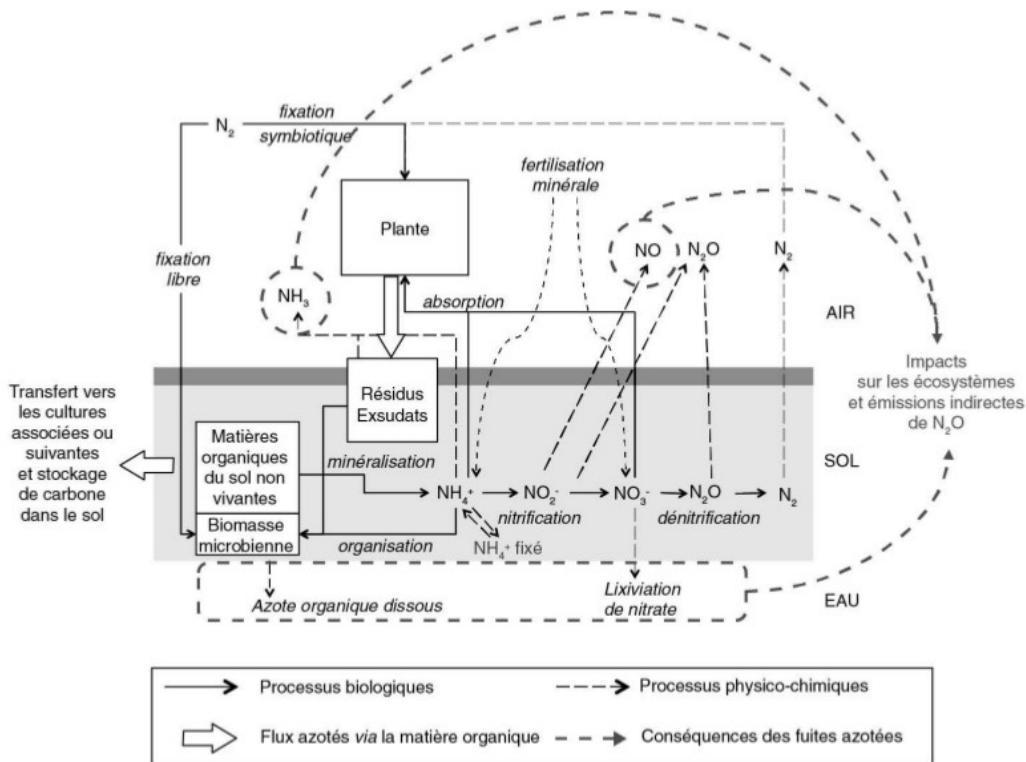 fixation
N₂
symbiotique
fertilisation
minérale
Plante
fixation
libre
NH₃
absorption
NO
N₂O
N₂
AIR
Impacts
sur les écosystèmes
et émissions indirectes
de N₂O
Transfert vers
les cultures
associées ou
suivantes
et stockage
de carbone
dans le sol
Résidus
Exsudats
Matières
organiques
du sol non
vivantes
Biomasse
microbienne
minéralisation
SOL
NH₄⁺
NO₂⁻
NO₃⁻
N₂O
N₂
nitrification
dénitrification
organisation
NH₄⁺ fixé
Azote organique dissous
Lixiviation
de nitrate
EAU
Processus biologiques
Processus physico-chimiques
Flux azotés via la matière organique
Conséquences des fuites azotées